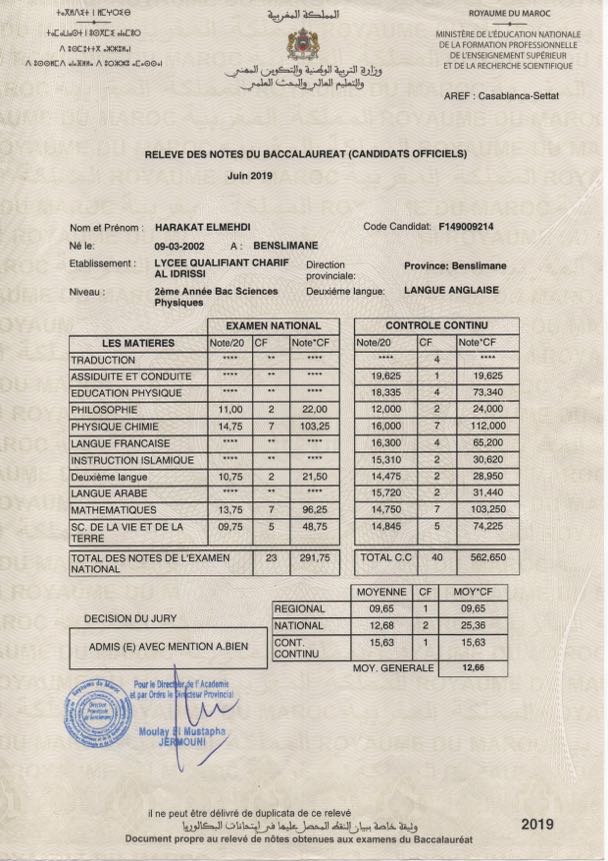 ⵜⴰⴳⵍⴷⵉⵜ ⵏ ⵍⵎⵖⵔⵉⴱ
المملكة المغربية
وزارة التربية الوطنية والتكوين المهني
والتعليم العالي والبحث العلمي
ROYAUME DU MAROC
MINISTÈRE DE L'ÉDUCATION NATIONALE
DE LA FORMATION PROFESSIONNELLE
DE L'ENSEIGNEMENT SUPÉRIEUR
ET DE LA RECHERCHE SCIENTIFIQUE
AREF : Casablanca-Settat
RELEVE DES NOTES DU BACCALAUREAT (CANDIDATS OFFICIELS)
Juin 2019
Nom et Prénom : HARAKAT ELMEHDI Code Candidat: F149009214
Né le: 09-03-2002 A : BENSLIMANE
Etablissement : LYCEE QUALIFIANT CHARIF AL IDRISSI Direction provinciale: Province: Benslimane
Niveau : 2ème Année Bac Sciences Physiques Deuxième langue: LANGUE ANGLAISE
EXAMEN NATIONAL CONTROLE CONTINU
LES MATIERES Note/20 CF Note*CF Note/20 CF Note*CF
TRADUCTION **** ** **** **** 4 ****
ASSIDUITE ET CONDUITE **** ** **** 19,625 1 19,625
EDUCATION PHYSIQUE **** ** **** 18,335 4 73,340
PHILOSOPHIE 11,00 2 22,00 12,000 2 24,000
PHYSIQUE CHIMIE 14,75 7 103,25 16,000 7 112,000
LANGUE FRANCAISE **** ** **** 16,300 4 65,200
INSTRUCTION ISLAMIQUE **** ** **** 15,310 2 30,620
Deuxième langue 10,75 2 21,50 14,475 2 28,950
LANGUE ARABE **** ** **** 15,720 2 31,440
MATHEMATIQUES 13,75 7 96,25 14,750 7 103,250
SC. DE LA VIE ET DE LA TERRE 09,75 5 48,75 14,845 5 74,225
TOTAL DES NOTES DE L'EXAMEN NATIONAL 23 291,75 TOTAL C.C 40 562,650
MOYENNE CF MOY*CF
REGIONAL 09,65 1 09,65
NATIONAL 12,68 2 25,36
CONT. CONTINU 15,63 1 15,63
MOY. GENERALE 12,66
DECISION DU JURY
ADMIS (E) AVEC MENTION A.BIEN
Pour le Directeur de l'Academie
et par Ordre le Directeur Provincial
Moulay El Mustapha
JERMOUNI
Royaume du Maroc
Direction
Provinciale
de Benslimane
il ne peut être délivré de duplicata de ce relevé
وثيقة خاصة ببيان النقط المحصل عليها في امتحانات البكالوريا
Document propre au relevé de nôtes obtenues aux examens du Baccalauréat
2019